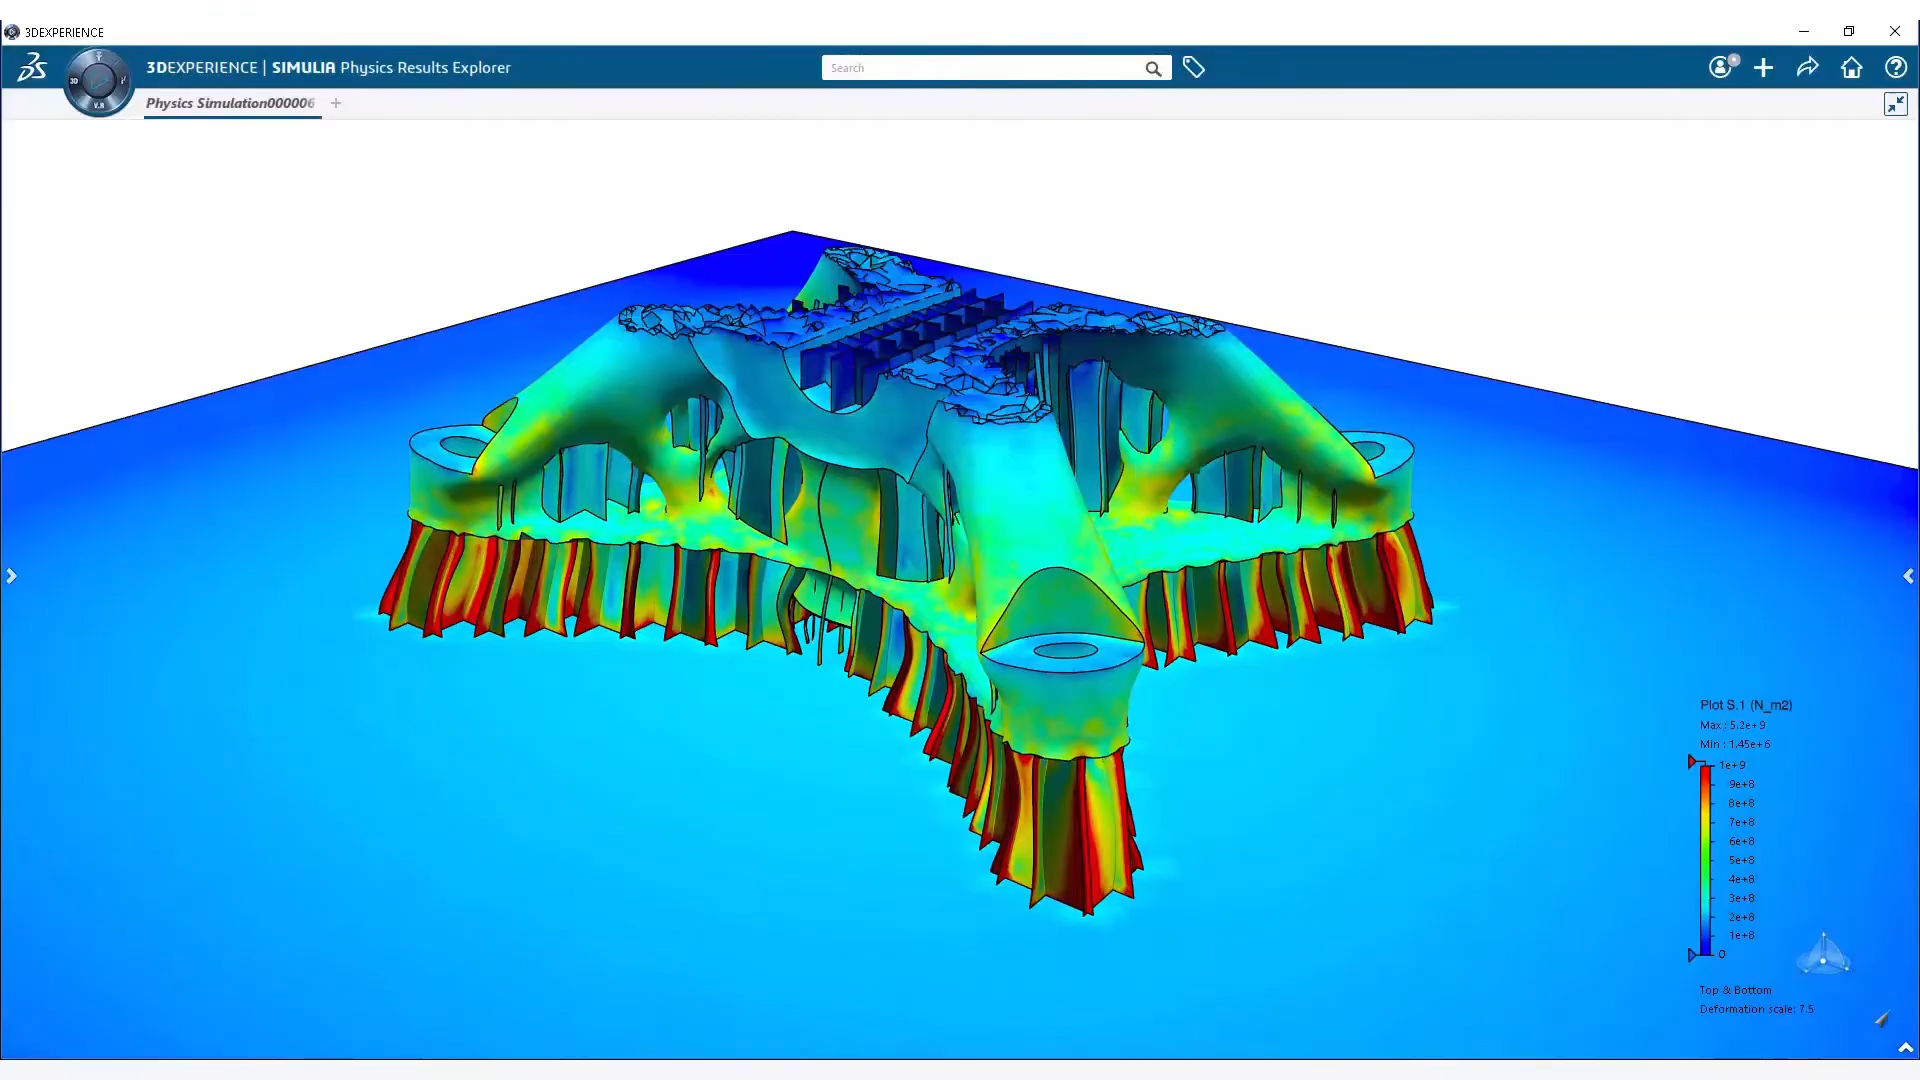 3DEXPERIENCE
3DEXPERIENCE | SIMULIA Physics Results Explorer
Search
3D
V.R
Physics Simulation000006
Plot S.1 (N_m2)
Max : 5.2e+9
Min : 1.45e+6
1e+9
9e+8
8e+8
7e+8
6e+8
5e+8
4e+8
3e+8
2e+8
1e+8
0
Top & Bottom
Deformation scale: 7.5